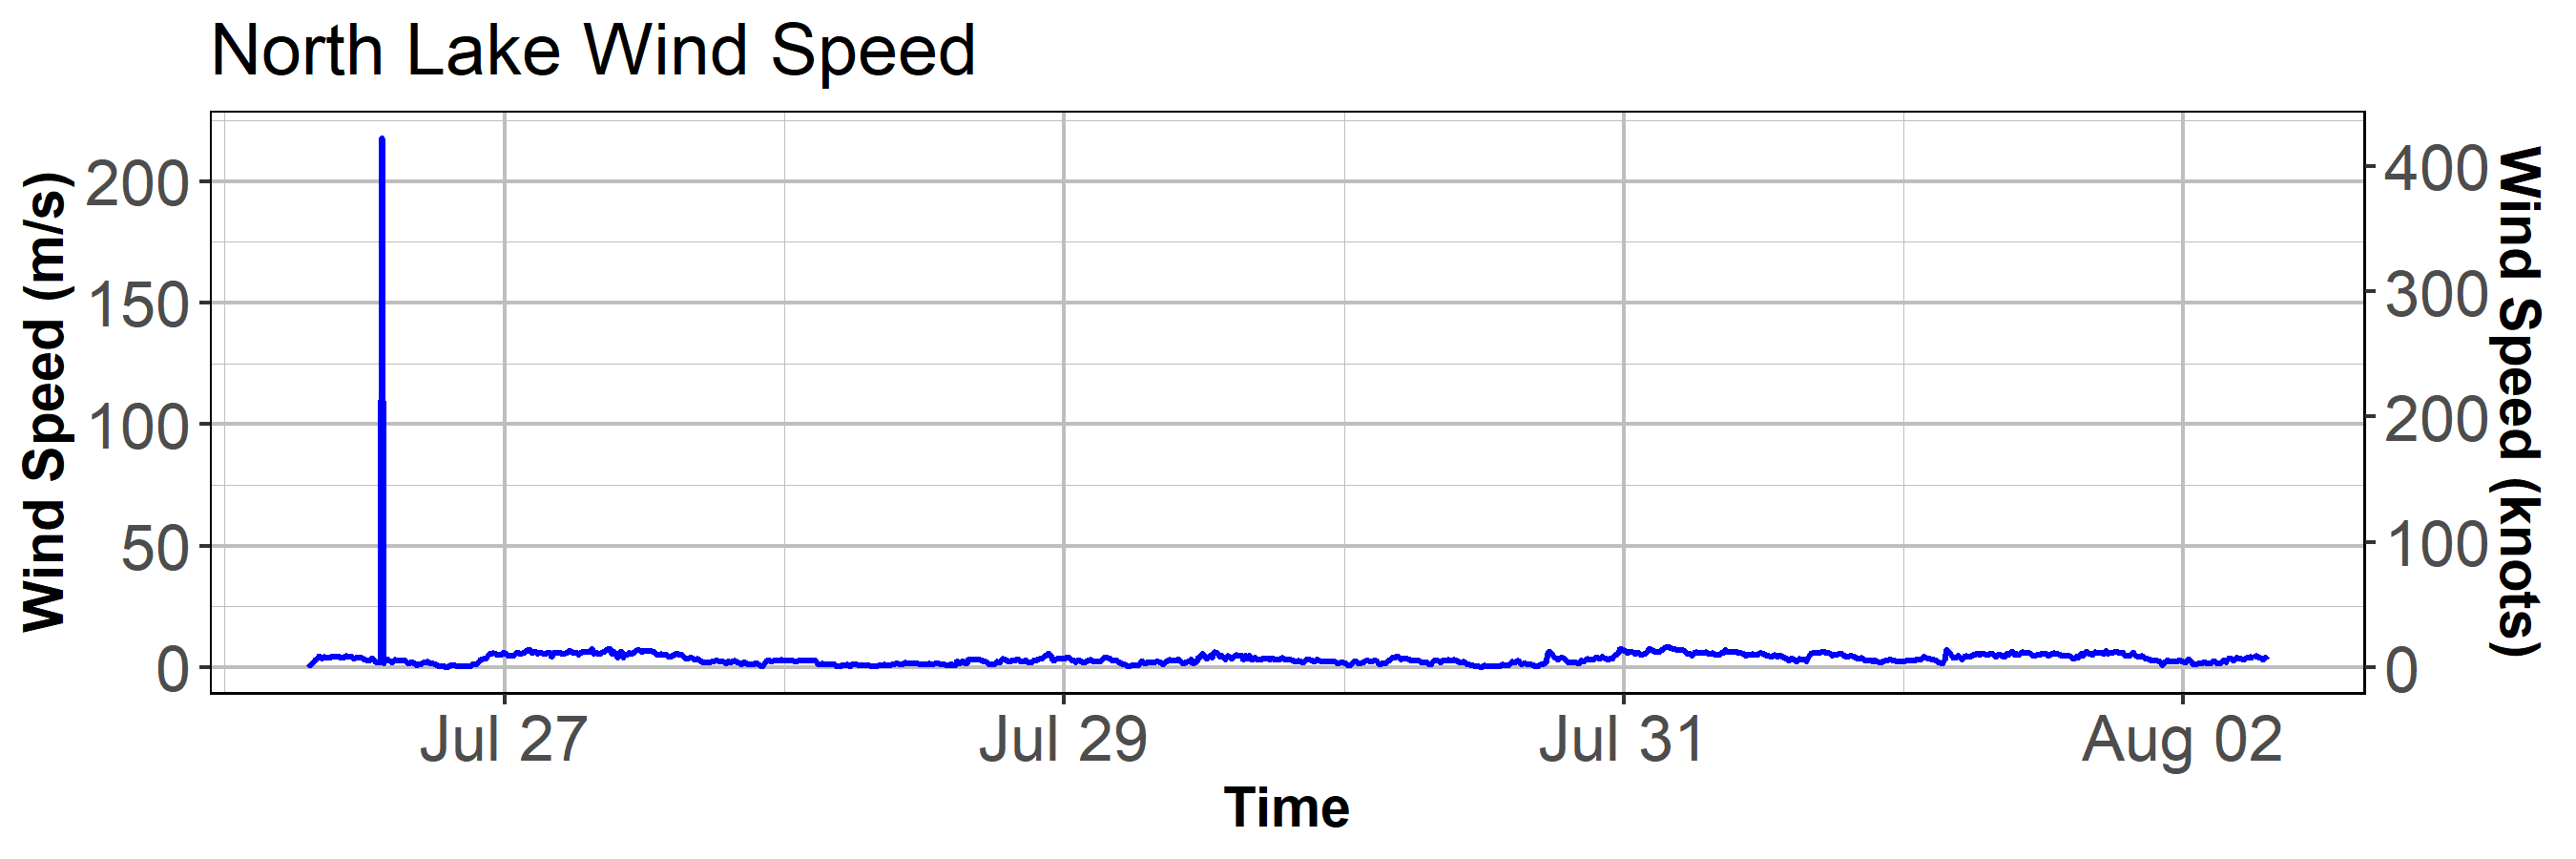 North Lake Wind Speed
Wind Speed (m/s)
200
150
100
50
0
400
300
200
100
0
Wind Speed (knots)
Jul 27
Jul 29
Jul 31
Aug 02
Time